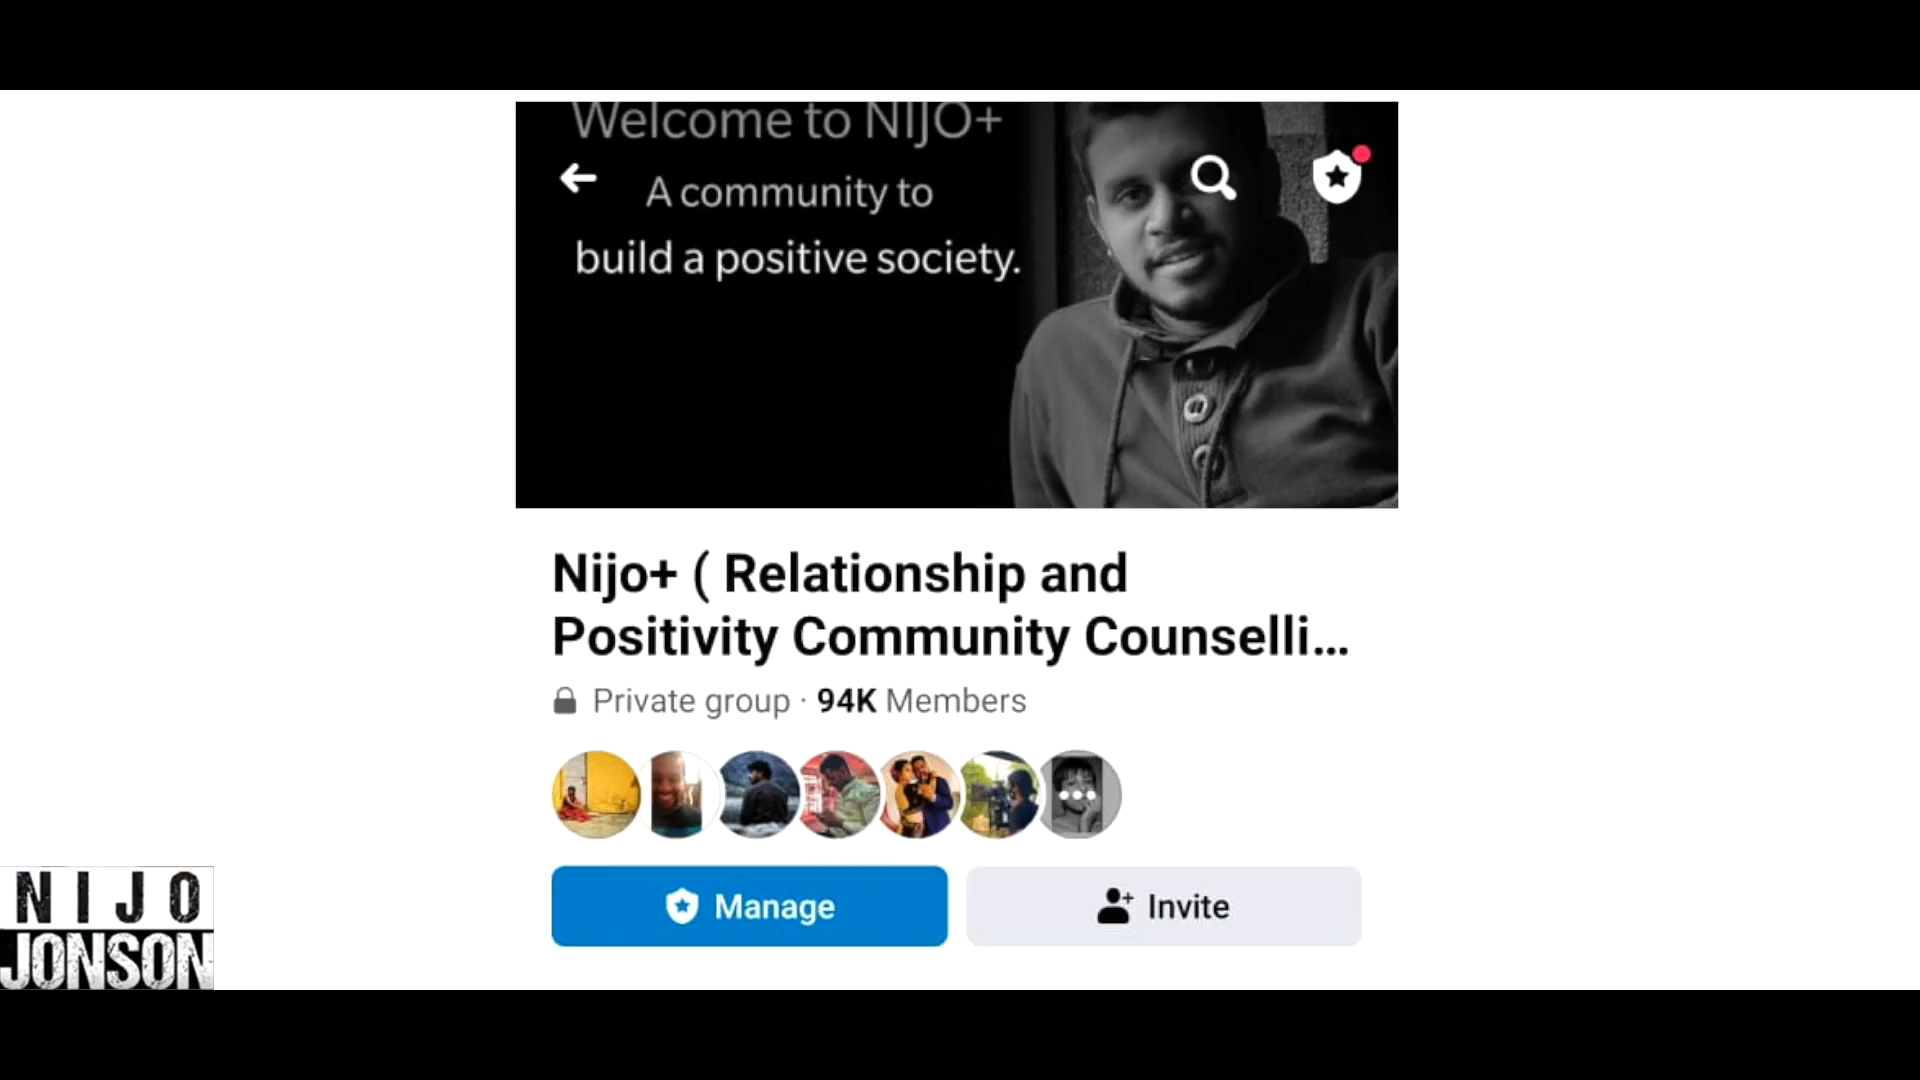 Welcome to NIJO+
A community to
build a positive society.
Nijo+ ( Relationship and
Positivity Community Counselli...
Private group · 94K Members
Manage
Invite
NIJO
JONSON